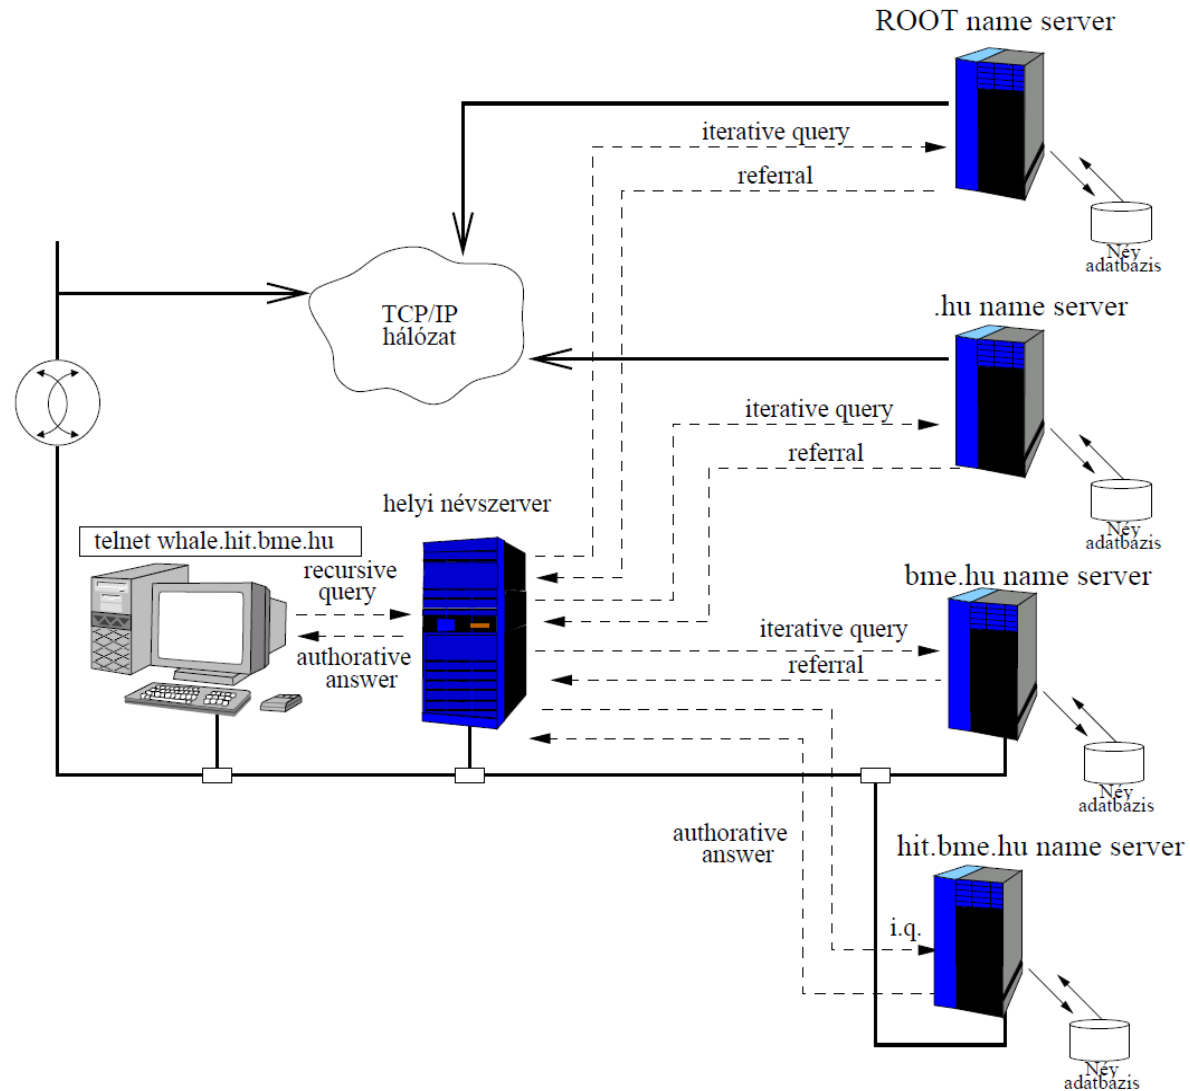 ROOT name server
iterative query
referral
Név
adatbázis
TCP/IP
hálózat
.hu name server
iterative query
referral
Név
adatbázis
helyi névszerver
telnet whale.hit.bme.hu
recursive
query
authorative
answer
bme.hu name server
iterative query
referral
Név
adatbázis
authorative
answer
hit.bme.hu name server
i.q.
Név
adatbázis